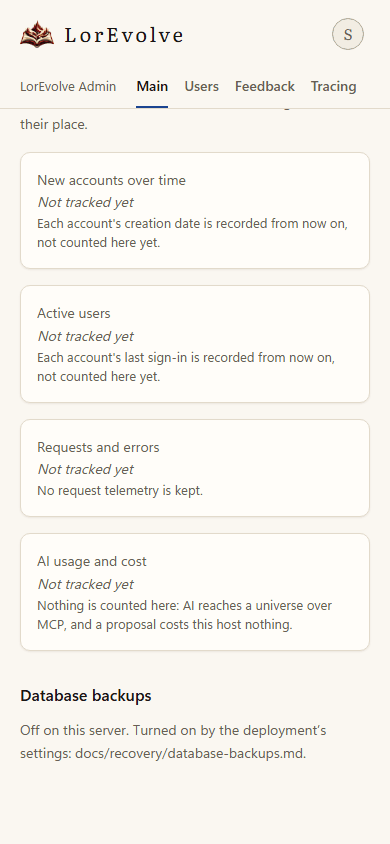 LorEvolve
S
LorEvolve Admin
Main
Users
Feedback
Tracing
their place.
New accounts over time
Not tracked yet
Each account's creation date is recorded from now on,
not counted here yet.
Active users
Not tracked yet
Each account's last sign-in is recorded from now on,
not counted here yet.
Requests and errors
Not tracked yet
No request telemetry is kept.
AI usage and cost
Not tracked yet
Nothing is counted here: AI reaches a universe over
MCP, and a proposal costs this host nothing.
Database backups
Off on this server. Turned on by the deployment’s
settings: docs/recovery/database-backups.md.